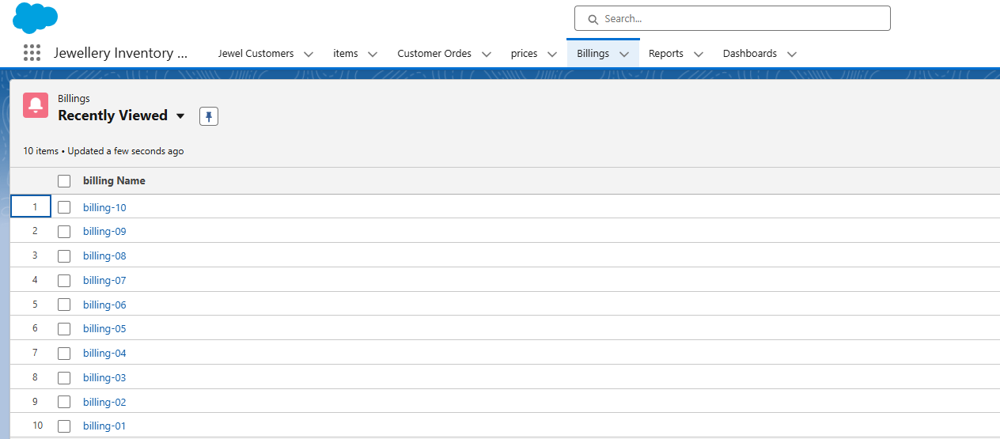 Search...
Jewellery Inventory ... Jewel Customers items Customer Ordes prices Billings Reports Dashboards
Billings
Recently Viewed
10 items • Updated a few seconds ago
billing Name
1 billing-10
2 billing-09
3 billing-08
4 billing-07
5 billing-06
6 billing-05
7 billing-04
8 billing-03
9 billing-02
10 billing-01